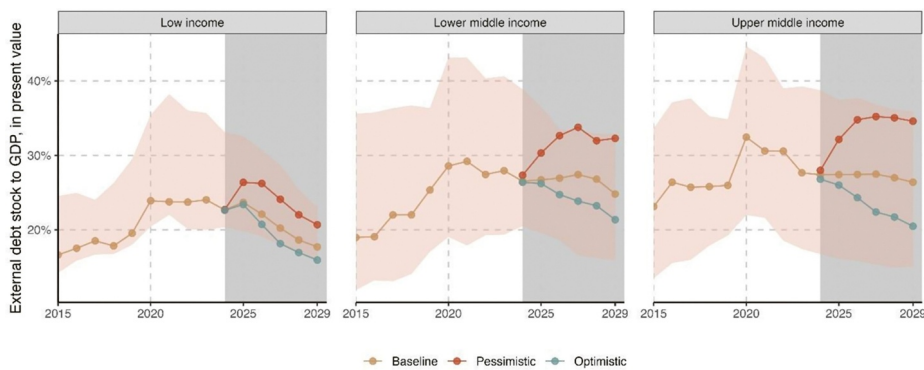 Low income
Lower middle income
Upper middle income
External debt stock to GDP, in present value
40%
30%
20%
2015 2020 2025 2029
2015 2020 2025 2029
2015 2020 2025 2029
Baseline Pessimistic Optimistic